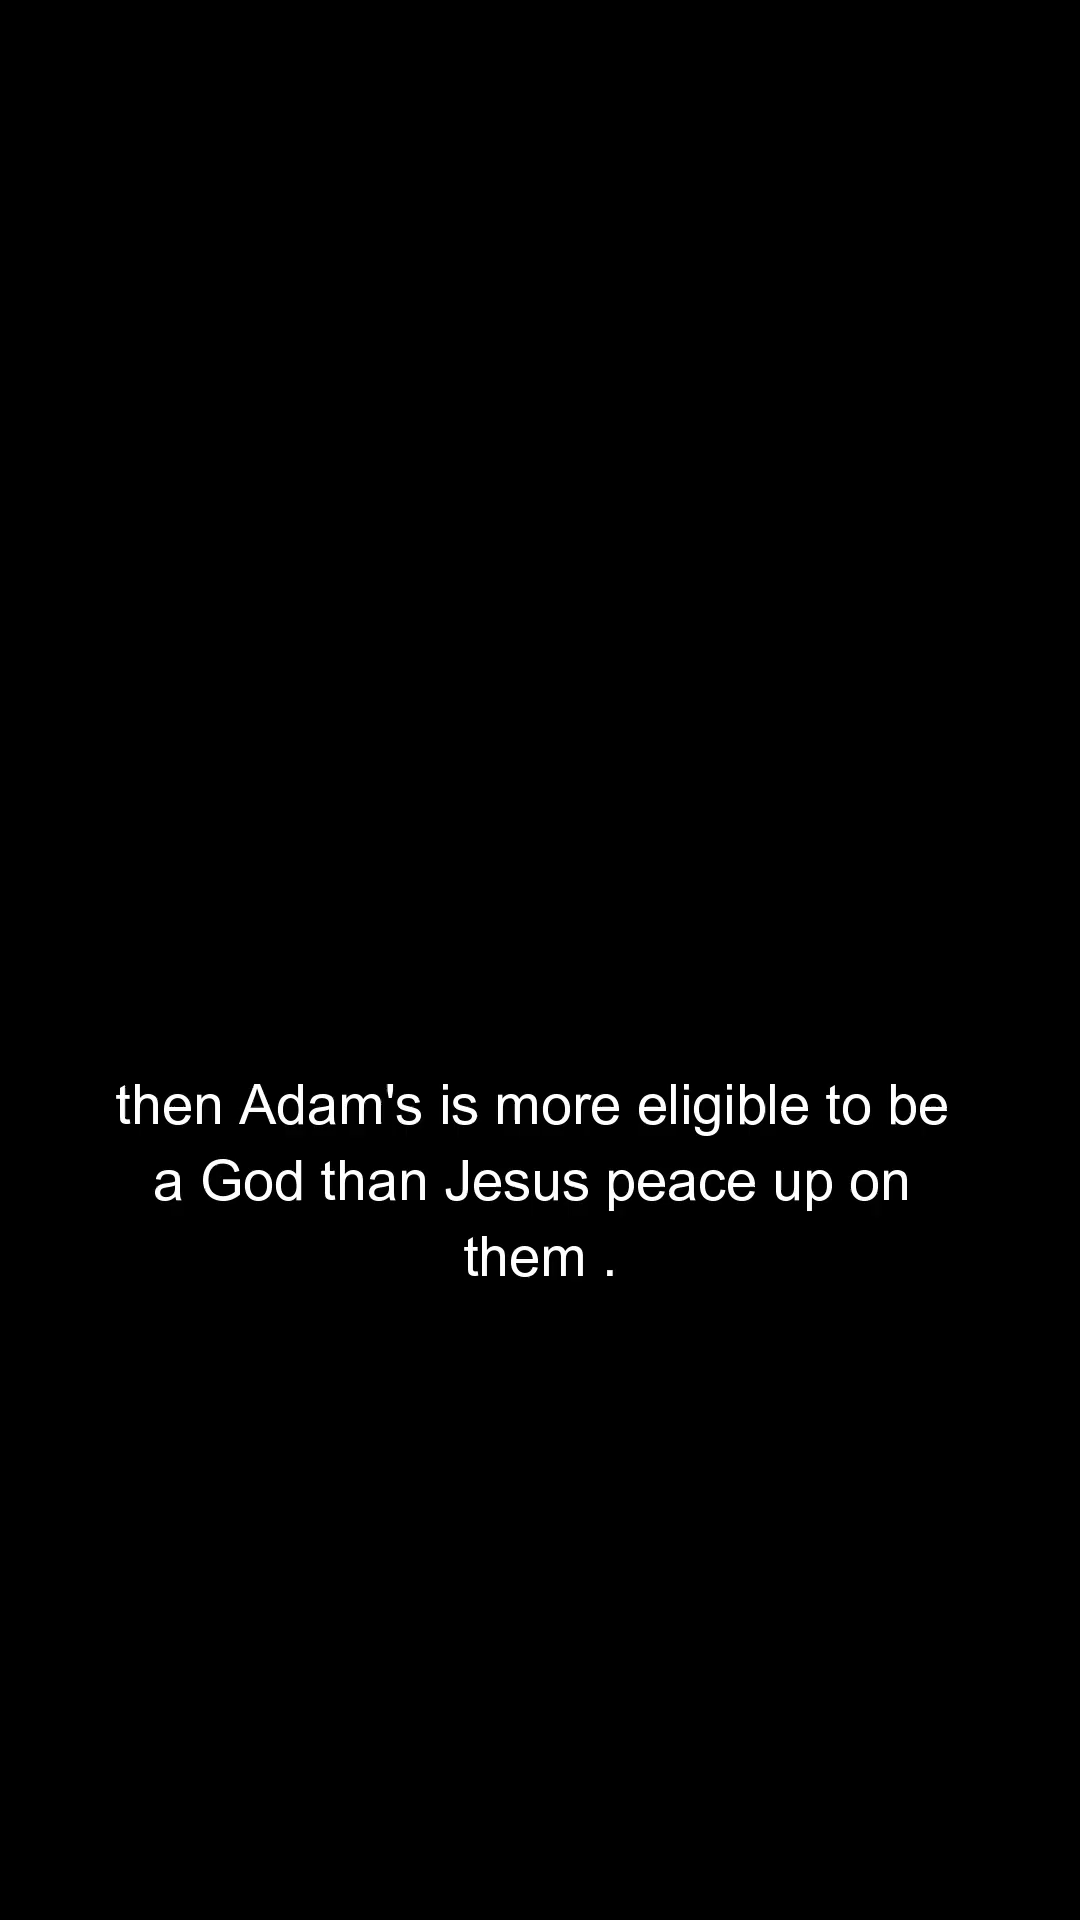 then Adam's is more eligible to be
a God than Jesus peace up on
them .